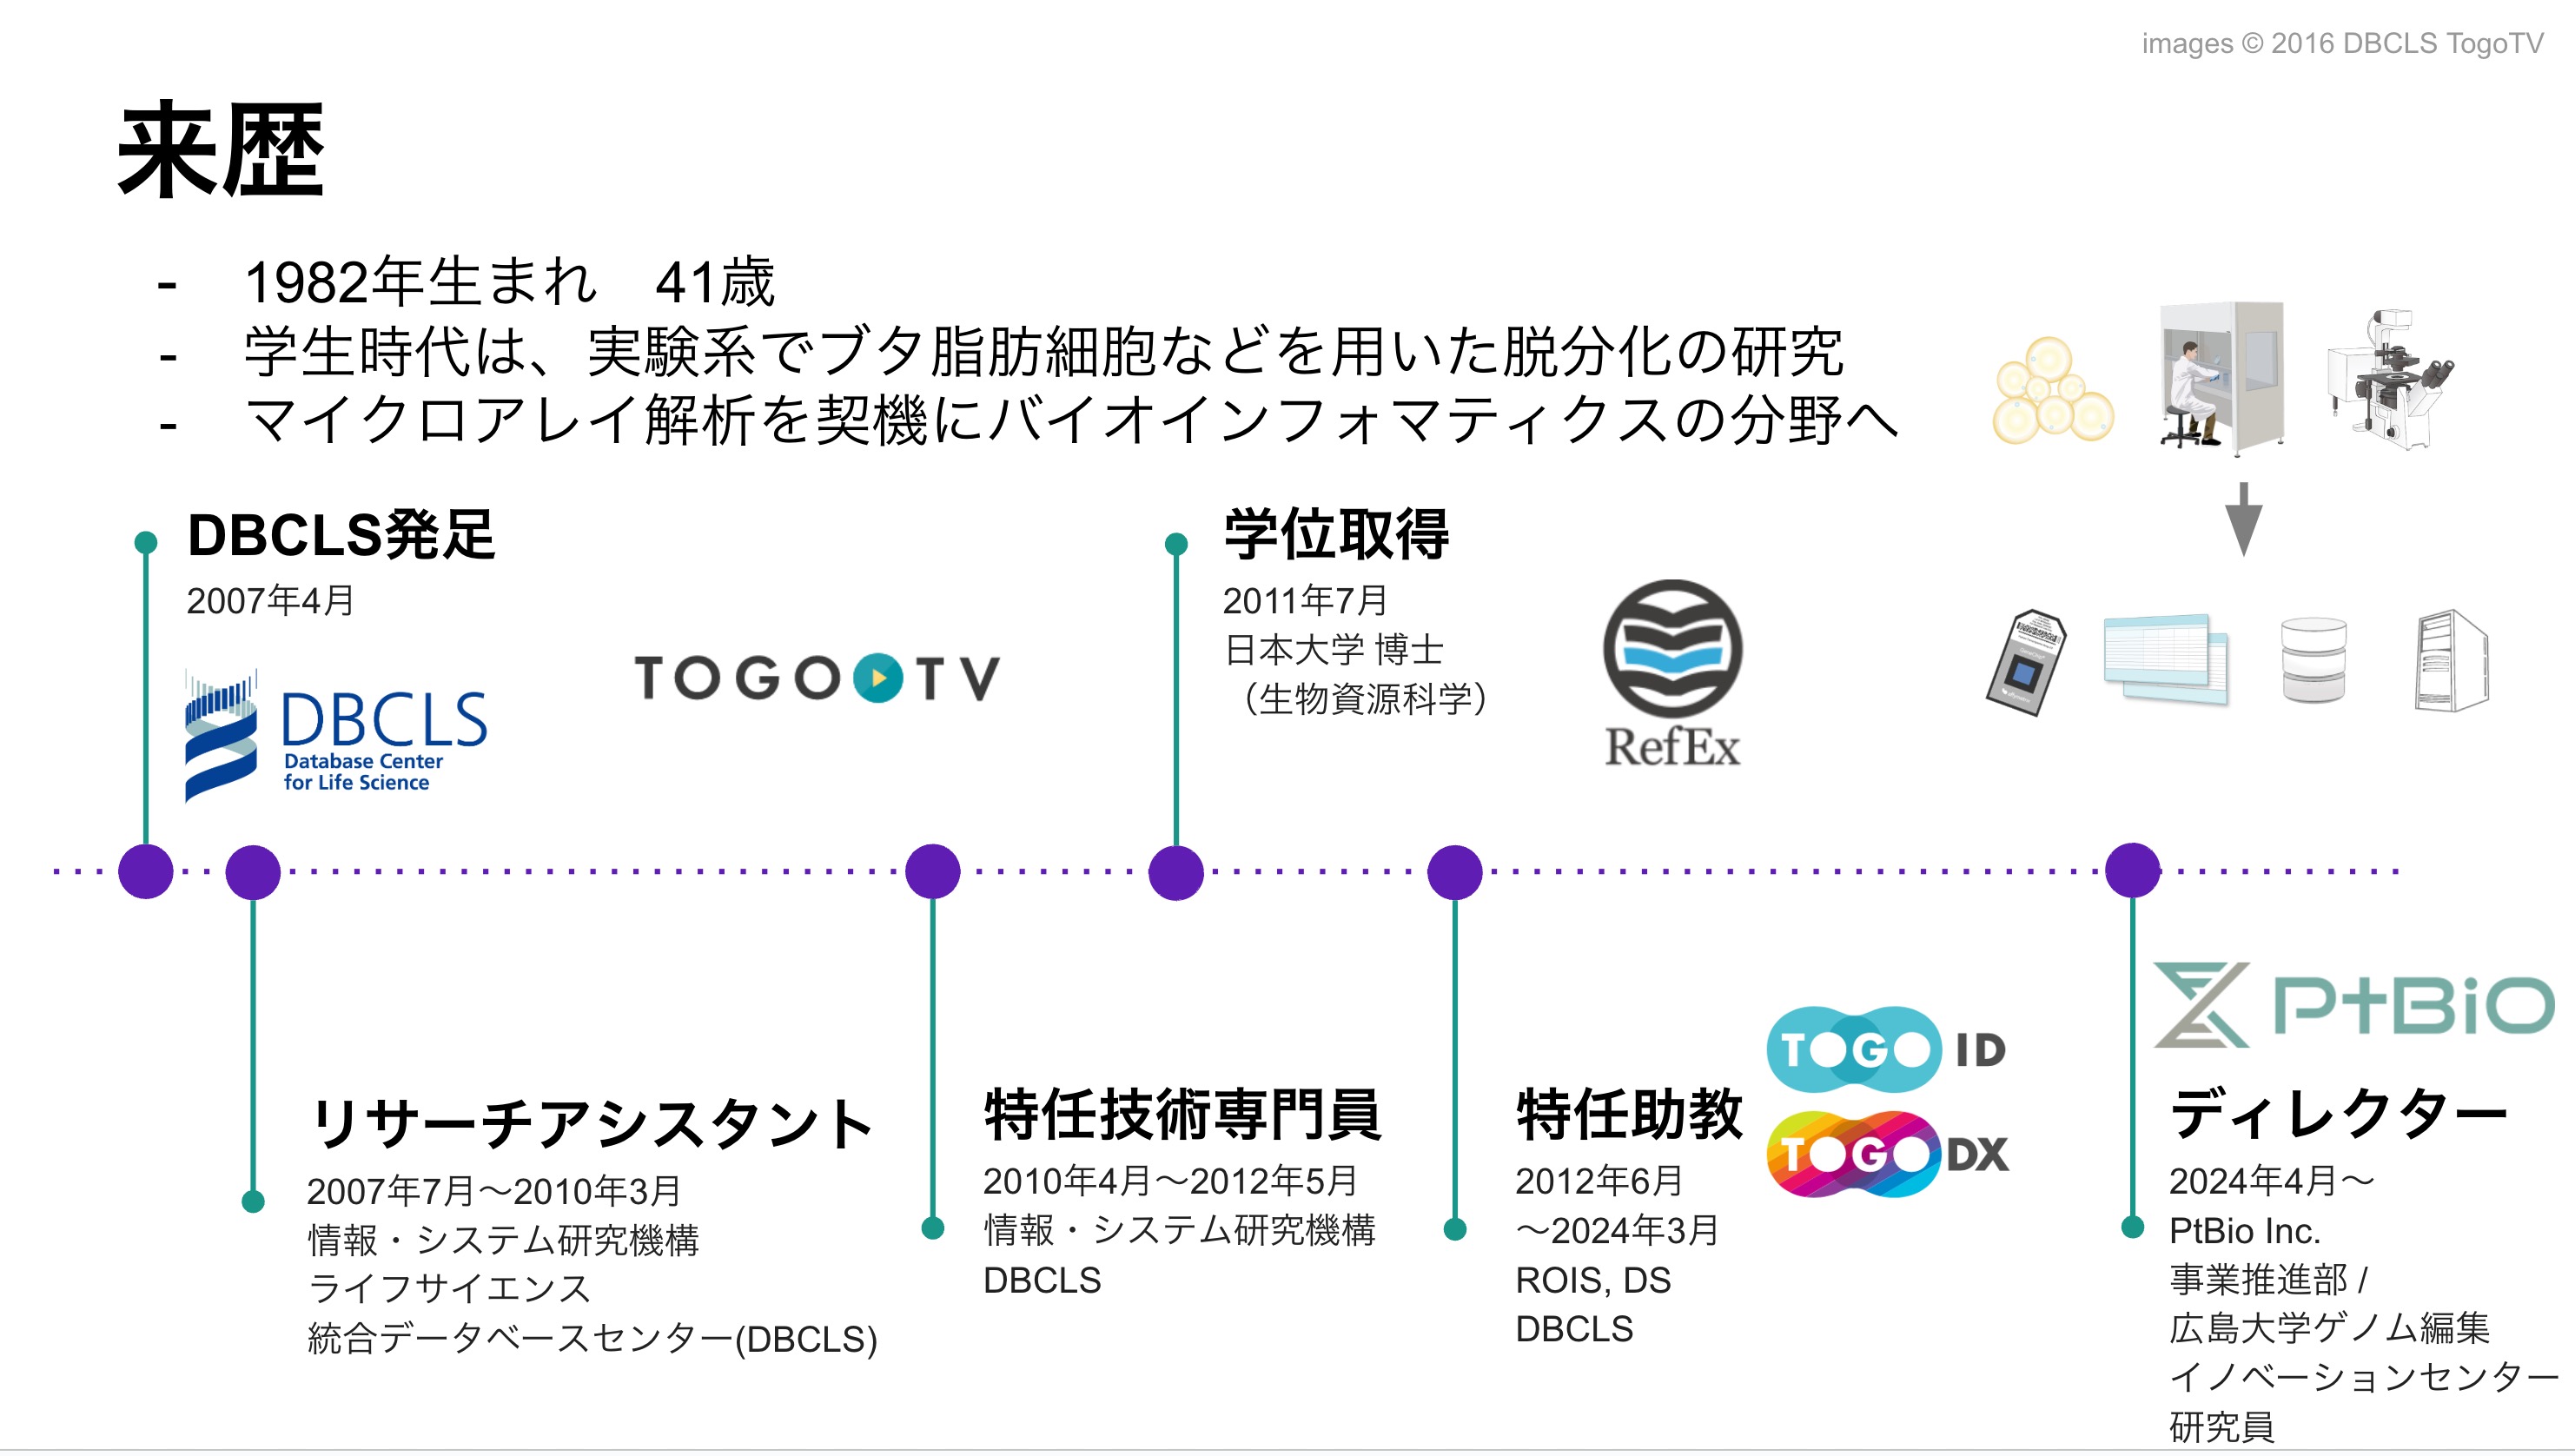 images © 2016 DBCLS TogoTV
来歴
- 1982年生まれ　41歳
- 学生時代は、実験系でブタ脂肪細胞などを用いた脱分化の研究
- マイクロアレイ解析を契機にバイオインフォマティクスの分野へ
DBCLS発足
2007年4月
DBCLS
Database Center
for Life Science
TOGO TV
学位取得
2011年7月
日本大学 博士
（生物資源科学）
RefEx
リサーチアシスタント
2007年7月〜2010年3月
情報・システム研究機構
ライフサイエンス
統合データベースセンター(DBCLS)
特任技術専門員
2010年4月〜2012年5月
情報・システム研究機構
DBCLS
特任助教
2012年6月
〜2024年3月
ROIS, DS
DBCLS
TOGO ID
TOGO DX
PtBiO
ディレクター
2024年4月〜
PtBio Inc.
事業推進部 /
広島大学ゲノム編集
イノベーションセンター
研究員